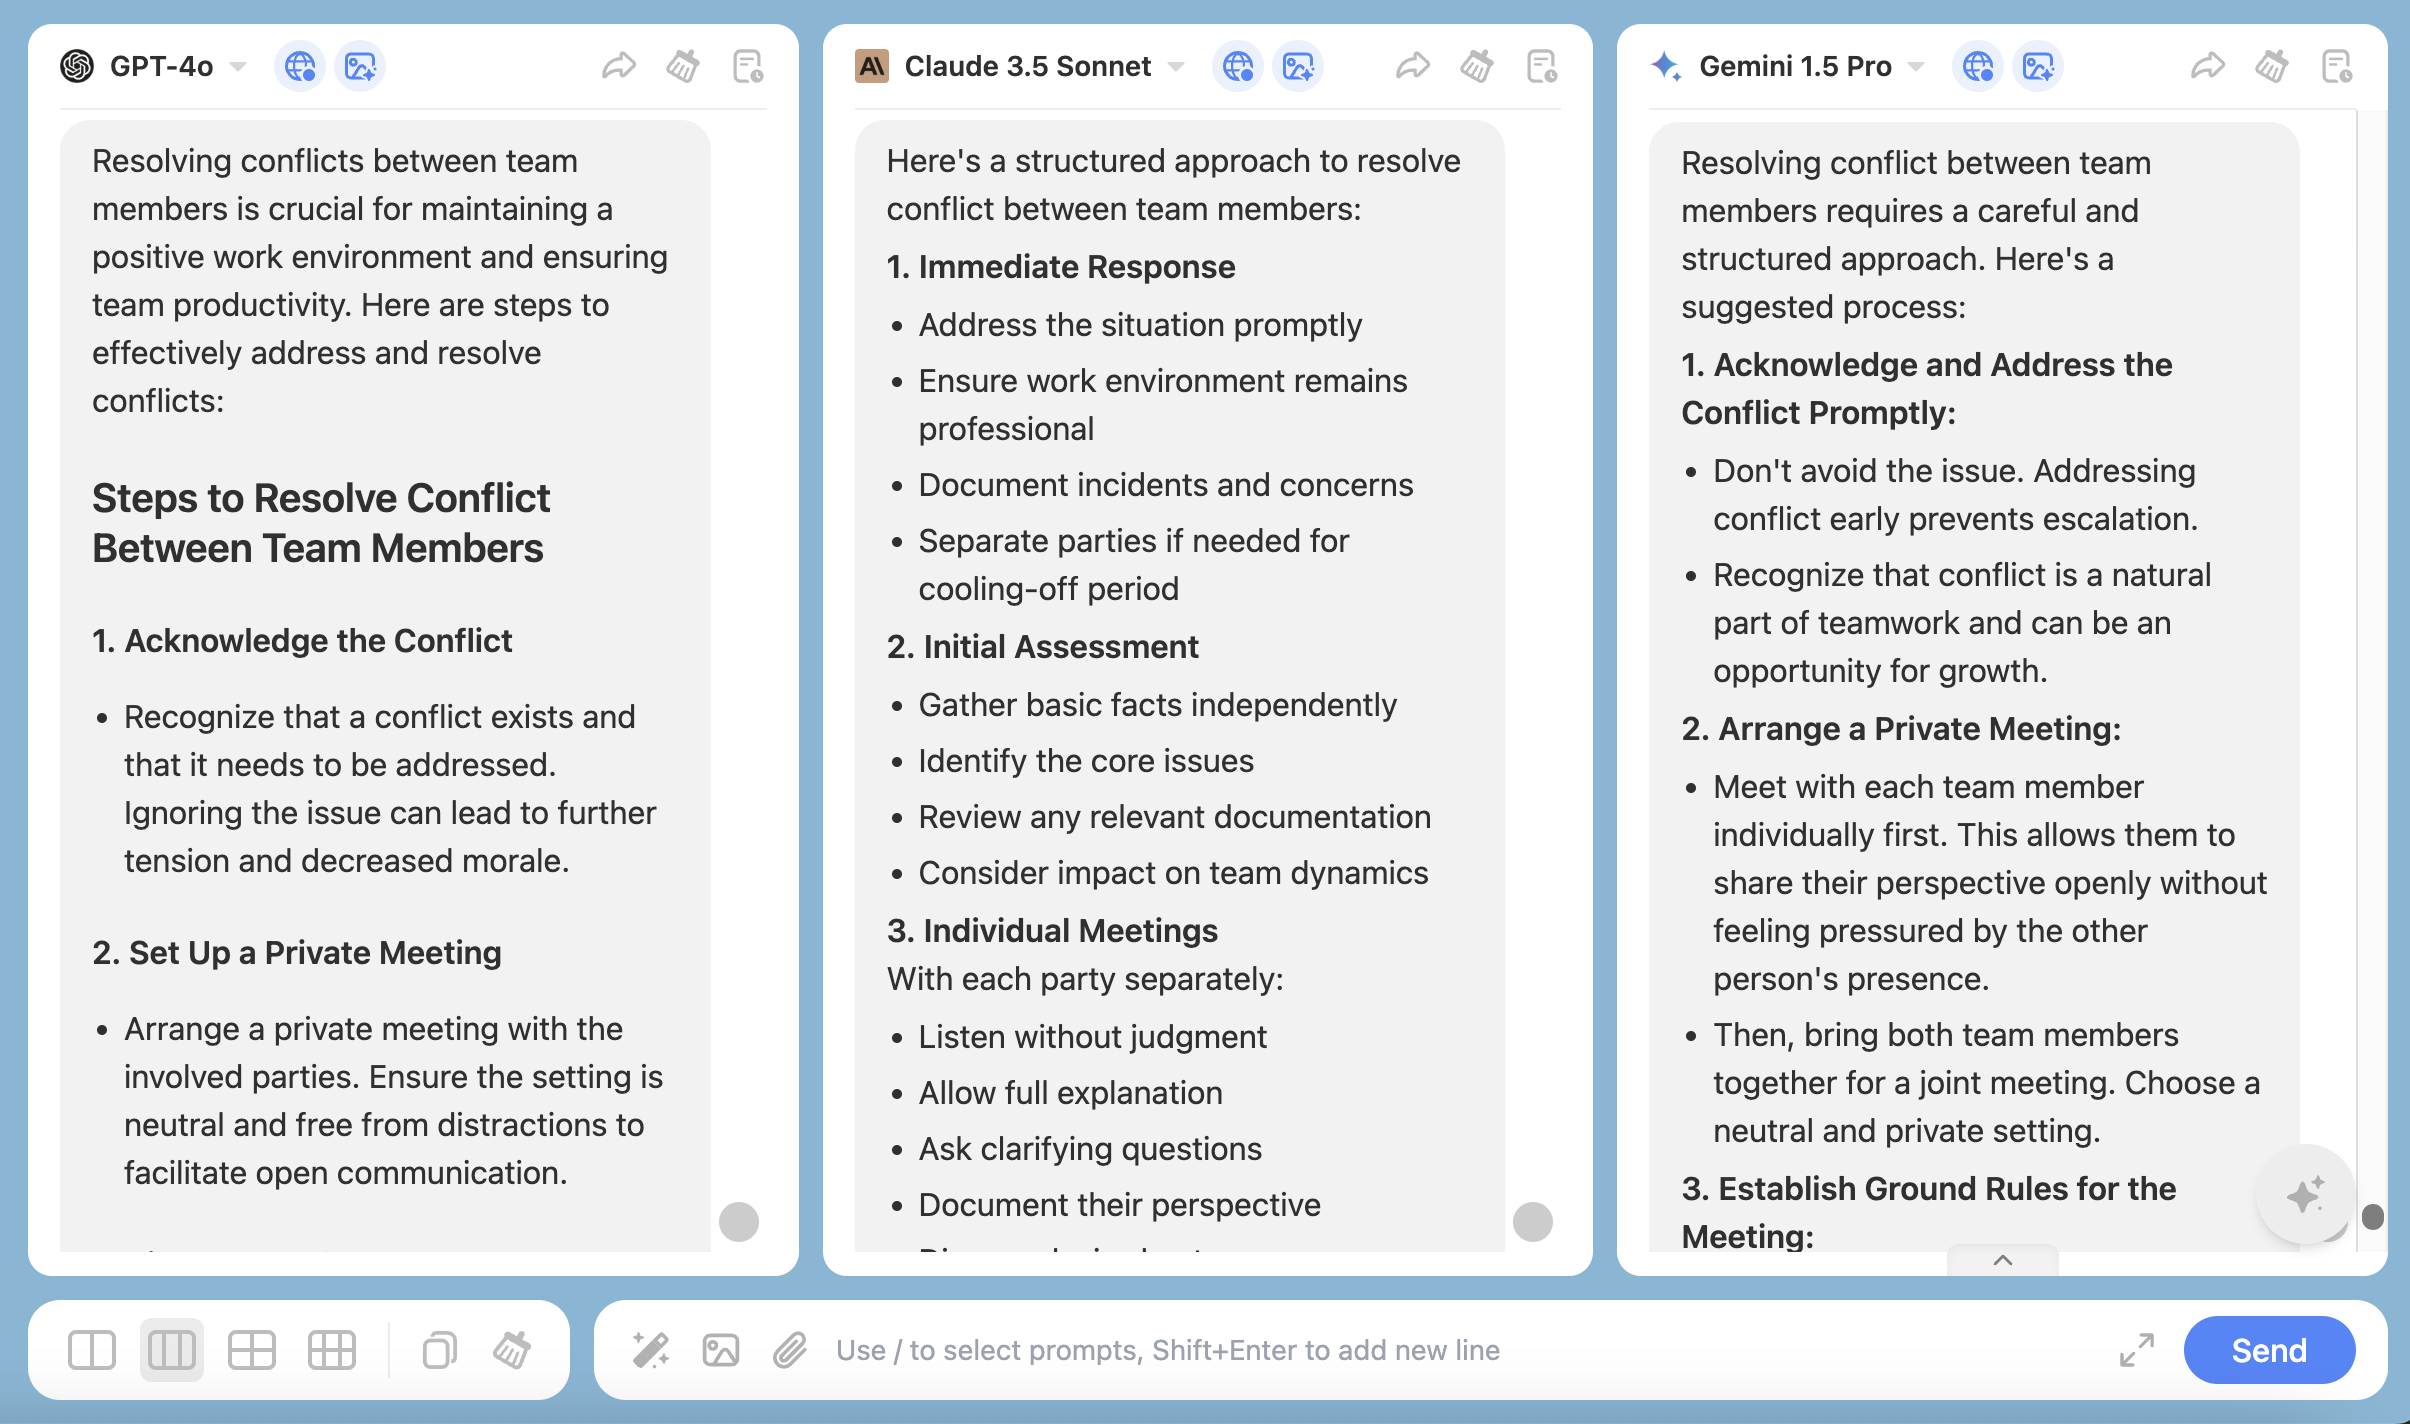 GPT-4o
Resolving conflicts between team
members is crucial for maintaining a
positive work environment and ensuring
team productivity. Here are steps to
effectively address and resolve
conflicts:
Steps to Resolve Conflict
Between Team Members
1. Acknowledge the Conflict
• Recognize that a conflict exists and
that it needs to be addressed.
Ignoring the issue can lead to further
tension and decreased morale.
2. Set Up a Private Meeting
• Arrange a private meeting with the
involved parties. Ensure the setting is
neutral and free from distractions to
facilitate open communication.
Claude 3.5 Sonnet
Here's a structured approach to resolve
conflict between team members:
1. Immediate Response
• Address the situation promptly
• Ensure work environment remains
professional
• Document incidents and concerns
• Separate parties if needed for
cooling-off period
2. Initial Assessment
• Gather basic facts independently
• Identify the core issues
• Review any relevant documentation
• Consider impact on team dynamics
3. Individual Meetings
With each party separately:
• Listen without judgment
• Allow full explanation
• Ask clarifying questions
• Document their perspective
Gemini 1.5 Pro
Resolving conflict between team
members requires a careful and
structured approach. Here's a
suggested process:
1. Acknowledge and Address the
Conflict Promptly:
• Don't avoid the issue. Addressing
conflict early prevents escalation.
• Recognize that conflict is a natural
part of teamwork and can be an
opportunity for growth.
2. Arrange a Private Meeting:
• Meet with each team member
individually first. This allows them to
share their perspective openly without
feeling pressured by the other
person's presence.
• Then, bring both team members
together for a joint meeting. Choose a
neutral and private setting.
3. Establish Ground Rules for the
Meeting:
Use / to select prompts, Shift+Enter to add new line
Send